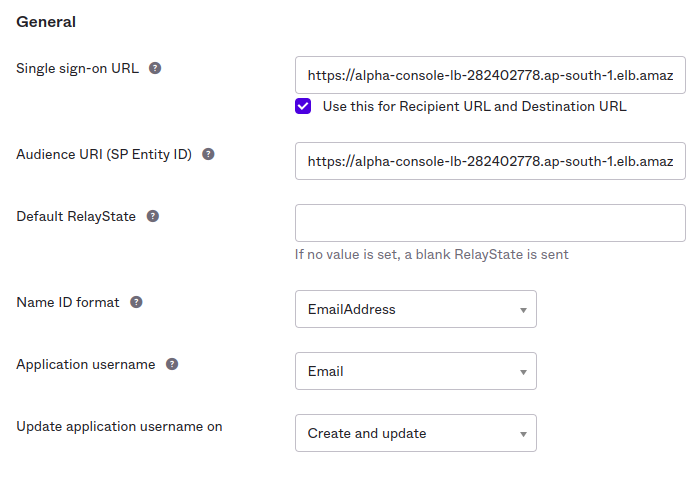 General
Single sign-on URL ?
https://alpha-console-lb-282402778.ap-south-1.elb.amaz
Use this for Recipient URL and Destination URL
Audience URI (SP Entity ID) ?
https://alpha-console-lb-282402778.ap-south-1.elb.amaz
Default RelayState ?
If no value is set, a blank RelayState is sent
Name ID format ?
EmailAddress
Application username ?
Email
Update application username on
Create and update